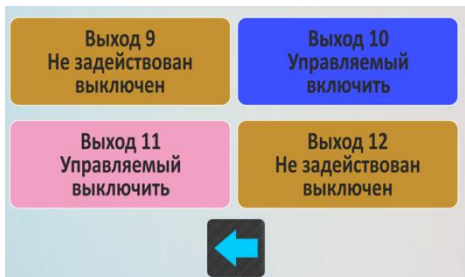 Выход 9
Не задействован
выключен
Выход 10
Управляемый
включить
Выход 11
Управляемый
выключить
Выход 12
Не задействован
выключен